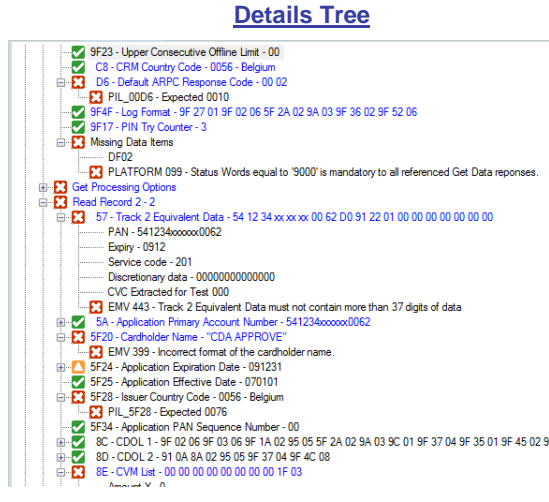 Details Tree
9F23 - Upper Consecutive Offline Limit - 00
C8 - CRM Country Code - 0056 - Belgium
D6 - Default ARPC Response Code - 00 02
PIL_00D6 - Expected 0010
9F4F - Log Format - 9F 27 01 9F 02 06 5F 2A 02 9A 03 9F 36 02 9F 52 06
9F17 - PIN Try Counter - 3
Missing Data Items
DF02
PLATFORM 099 - Status Words equal to '9000' is mandatory to all referenced Get Data reponses.
Get Processing Options
Read Record 2 - 2
57 - Track 2 Equivalent Data - 54 12 34 xx xx xx 00 62 D0 91 22 01 00 00 00 00 00 00 00
PAN - 541234xxxxxx0062
Expiry - 0912
Service code - 201
Discretionary data - 00000000000000
CVC Extracted for Test 000
EMV 443 - Track 2 Equivalent Data must not contain more than 37 digits of data
5A - Application Primary Account Number - 541234xxxxxx0062
5F20 - Cardholder Name - "CDA APPROVE"
EMV 399 - Incorrect format of the cardholder name.
5F24 - Application Expiration Date - 091231
5F25 - Application Effective Date - 070101
5F28 - Issuer Country Code - 0056 - Belgium
PIL_5F28 - Expected 0076
5F34 - Application PAN Sequence Number - 00
8C - CDOL 1 - 9F 02 06 9F 03 06 9F 1A 02 95 05 5F 2A 02 9A 03 9C 01 9F 37 04 9F 35 01 9F 45 02 9
8D - CDOL 2 - 91 0A 8A 02 95 05 9F 37 04 9F 4C 08
8E - CVM List - 00 00 00 00 00 00 00 00 1F 03
Amount X - 0